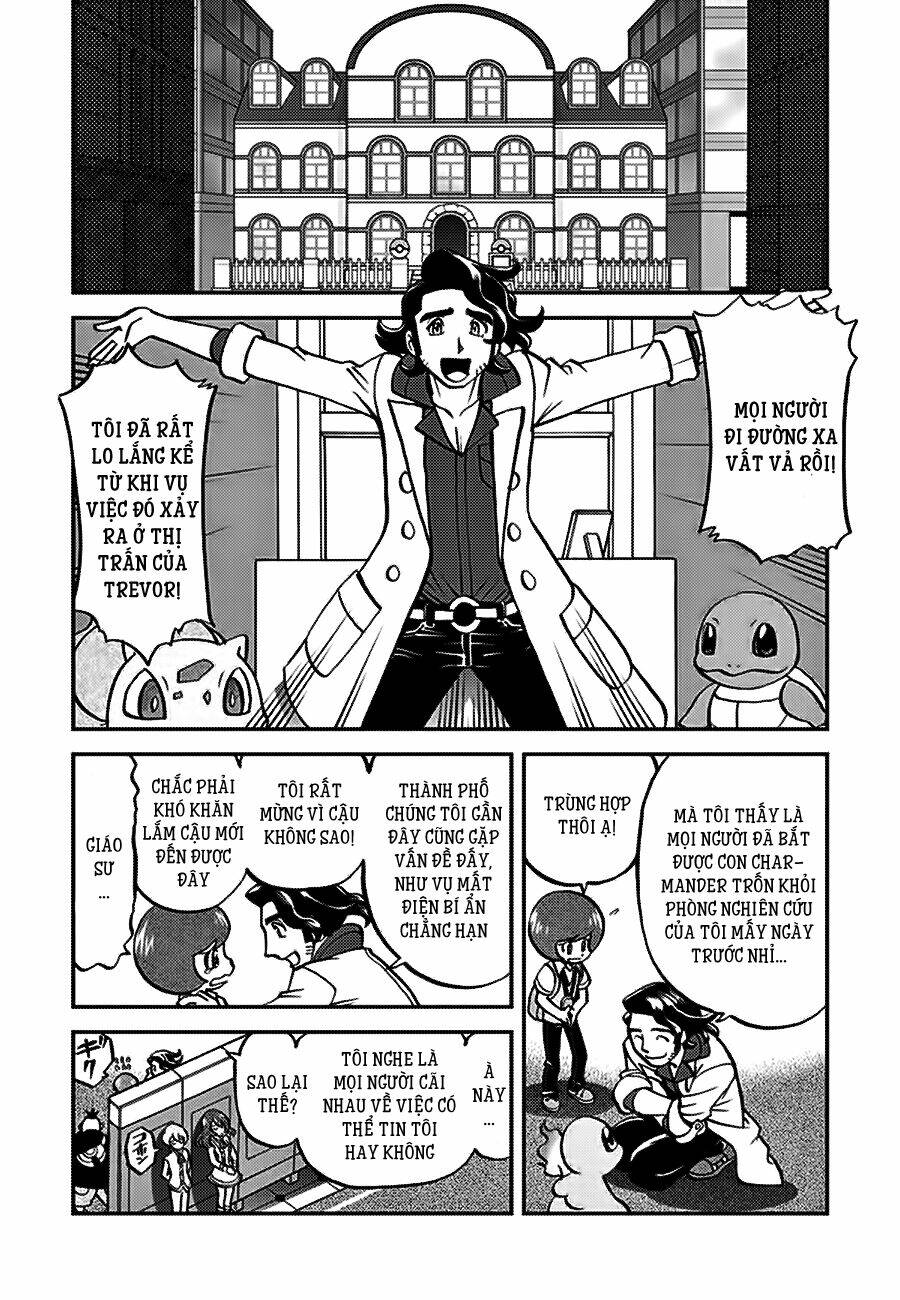 MỌI NGƯỜI
ĐI ĐƯỜNG XA
VẤT VẢ RỒI!
TÔI ĐÃ RẤT
LO LẮNG KỂ
TỪ KHI VỤ
VIỆC ĐÓ XẢY
RA Ở THỊ
TRẤN CỦA
TREVOR!
MÀ TÔI THẤY LÀ
MỌI NGƯỜI ĐÃ BẮT
ĐƯỢC CON CHAR-
MANDER TRỐN KHỎI
PHÒNG NGHIÊN CỨU
CỦA TÔI MẤY NGÀY
TRƯỚC NHỈ...
TRÙNG HỢP
THÔI Ạ!
THÀNH PHỐ
CHÚNG TÔI GẦN
ĐÂY CŨNG GẶP
VẤN ĐỀ ĐẤY,
NHƯ VỤ MẤT
ĐIỆN BÍ ẨN
CHẲNG HẠN
TÔI RẤT
MỪNG VÌ CẬU
KHÔNG SAO!
CHẮC PHẢI
KHÓ KHĂN
LẮM CẬU MỚI
ĐẾN ĐƯỢC
ĐÂY
GIÁO
SƯ
...
À
NÀY
...
TÔI NGHE LÀ
MỌI NGƯỜI CÃI
NHAU VỀ VIỆC CÓ
THỂ TIN TÔI
HAY KHÔNG
SAO LẠI
THẾ?
ギク